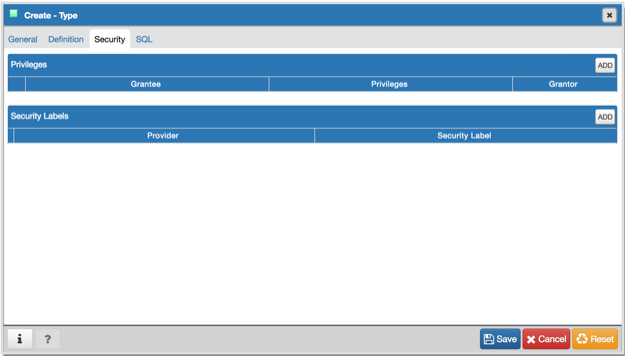 Create - Type
General Definition Security SQL
Privileges ADD
Grantee Privileges Grantor
Security Labels ADD
Provider Security Label
i ? Save Cancel Reset